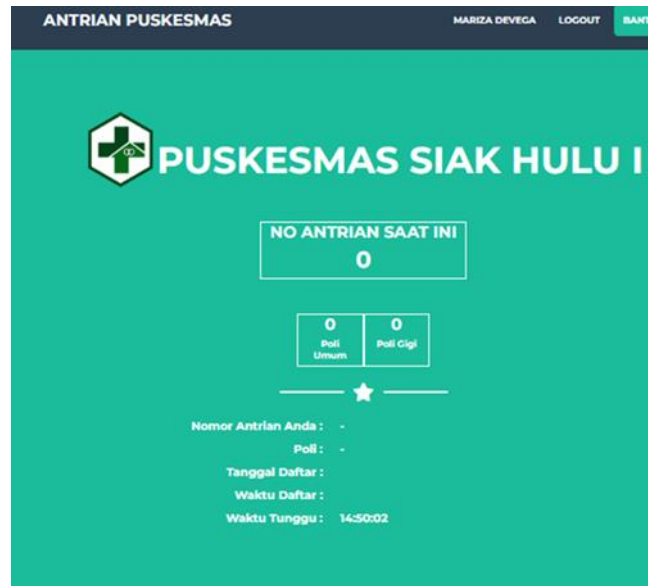 ANTRIAN PUSKESMAS MARIZA DEVEGA LOGOUT
PUSKESMAS SIAK HULU I
NO ANTRIAN SAAT INI
0
0 0
Poli Umum Poli Gigi
Nomor Antrian Anda : -
Poli : -
Tanggal Daftar :
Waktu Daftar :
Waktu Tunggu : 14:50:02